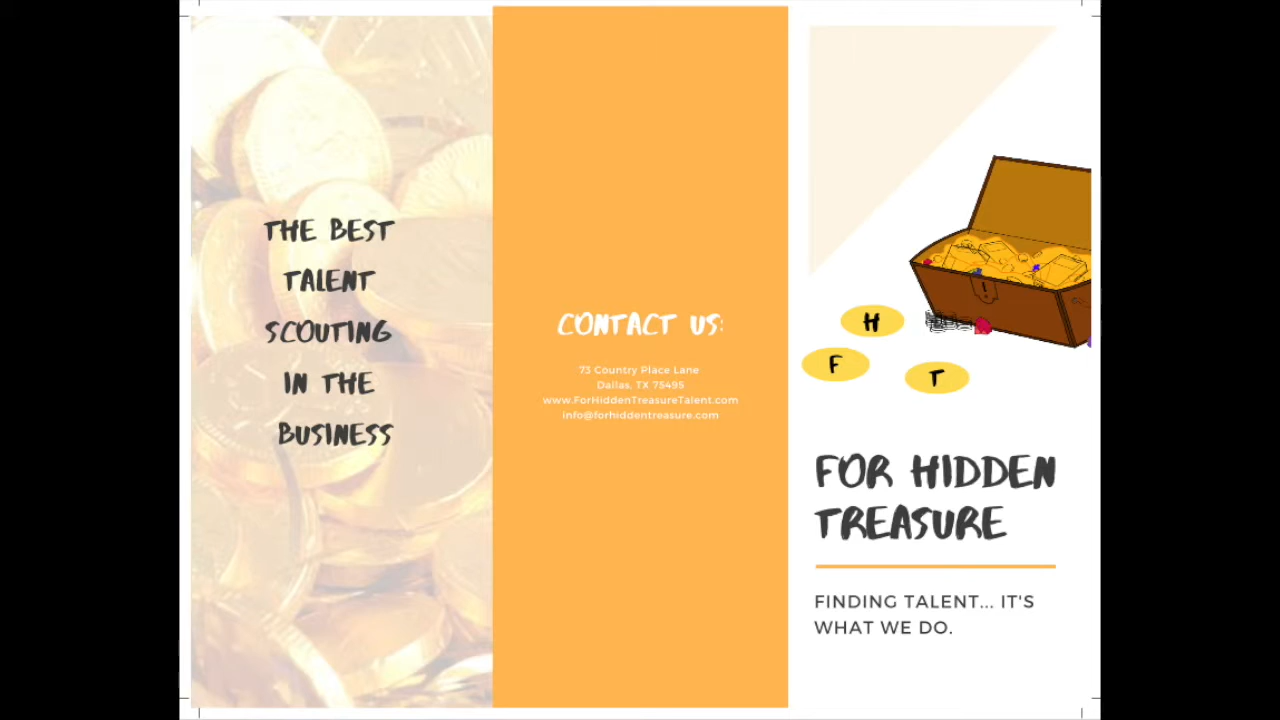 THE BEST
TALENT
SCOUTING
IN THE
BUSINESS
CONTACT US:
73 Country Place Lane
Dallas, TX 75495
www.ForHiddenTreasureTalent.com
info@forhiddentreasure.com
H
F
T
FOR HIDDEN
TREASURE
FINDING TALENT... IT'S
WHAT WE DO.